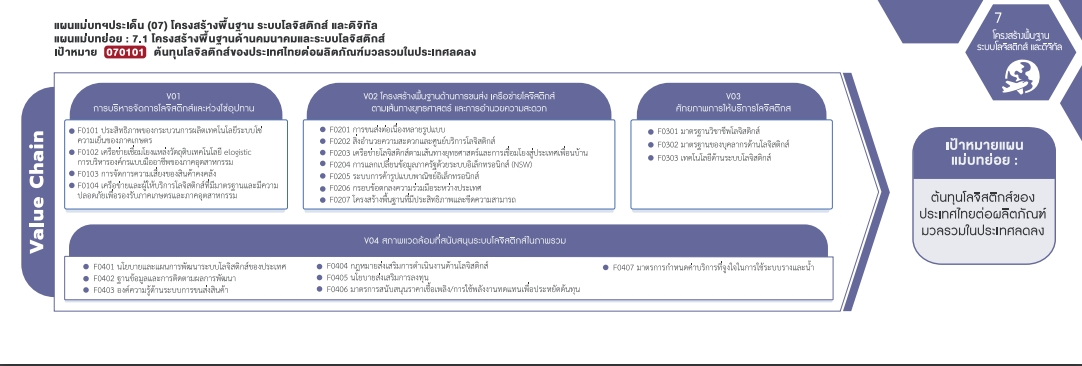 แผนแม่บทฯประเด็น (07) โครงสร้างพื้นฐาน ระบบโลจิสติกส์ และดิจิทัล
แผนแม่บทย่อย : 7.1 โครงสร้างพื้นฐานด้านคมนาคมและระบบโลจิสติกส์
เป้าหมาย 070101 ต้นทุนโลจิสติกส์ของประเทศไทยต่อผลิตภัณฑ์มวลรวมในประเทศลดลง
7
โครงสร้างพื้นฐาน
ระบบโลจิสติกส์ และดิจิทัล
Value Chain
V01
การบริหารจัดการโลจิสติกส์และห่วงโซ่อุปทาน
F0101 ประสิทธิภาพของกระบวนการผลิตเทคโนโลยีระบบไซ่
ความเย็นของภาคเกษตร
F0102 เครือข่ายเชื่อมโยงแหล่งวัตถุดิบเทคโนโลยี elogistic
การบริหารองค์กรแบบมืออาชีพของภาคอุตสาหกรรม
F0103 การจัดการความเสี่ยงของสินค้าคงคลัง
F0104 เครือข่ายและผู้ให้บริการโลจิสติกส์ที่มีมาตรฐานและมีความ
ปลอดภัยเพื่อรองรับภาคเกษตรและภาคอุตสาหกรรม
V02 โครงสร้างพื้นฐานด้านการขนส่ง เครือข่ายโลจิสติกส์
ตามเส้นทางยุทธศาสตร์ และการอำนวยความสะดวก
F0201 การขนส่งต่อเนื่องหลายรูปแบบ
F0202 สิ่งอำนวยความสะดวกและศูนย์บริการโลจิสติกส์
F0203 เครือข่ายโลจิสติกส์ตามเส้นทางยุทธศาสตร์และการเชื่อมโยงสู่ประเทศเพื่อนบ้าน
F0204 การแลกเปลี่ยนข้อมูลภาครัฐด้วยระบบอิเล็กทรอนิกส์ (NSW)
F0205 ระบบการค้ารูปแบบพาณิชย์อิเล็กทรอนิกส์
F0206 กรอบข้อตกลงความร่วมมือระหว่างประเทศ
F0207 โครงสร้างพื้นฐานที่มีประสิทธิภาพและขีดความสามารถ
V03
ศักยภาพการให้บริการโลจิสติกส์
F0301 มาตรฐานวิชาชีพโลจิสติกส์
F0302 มาตรฐานของบุคลากรด้านโลจิสติกส์
F0303 เทคโนโลยีด้านระบบโลจิสติกส์
V04 สภาพแวดล้อมที่สนับสนุนระบบโลจิสติกส์ในภาพรวม
F0401 นโยบายและแผนการพัฒนาระบบโลจิสติกส์ของประเทศ
F0402 ฐานข้อมูลและการติดตามผลการพัฒนา
F0403 องค์ความรู้ด้านระบบการขนส่งสินค้า
F0404 กฎหมายส่งเสริมการดำเนินงานด้านโลจิสติกส์
F0405 นโยบายส่งเสริมการลงทุน
F0406 มาตรการสนับสนุนราคาเชื้อเพลิง/การใช้พลังงานทดแทนเพื่อประหยัดต้นทุน
F0407 มาตรการกำหนดค่าบริการที่จูงใจในการใช้ระบบรางและน้ำ
เป้าหมายแผน
แม่บทย่อย :
ต้นทุนโลจิสติกส์ของ
ประเทศไทยต่อผลิตภัณฑ์
มวลรวมในประเทศลดลง